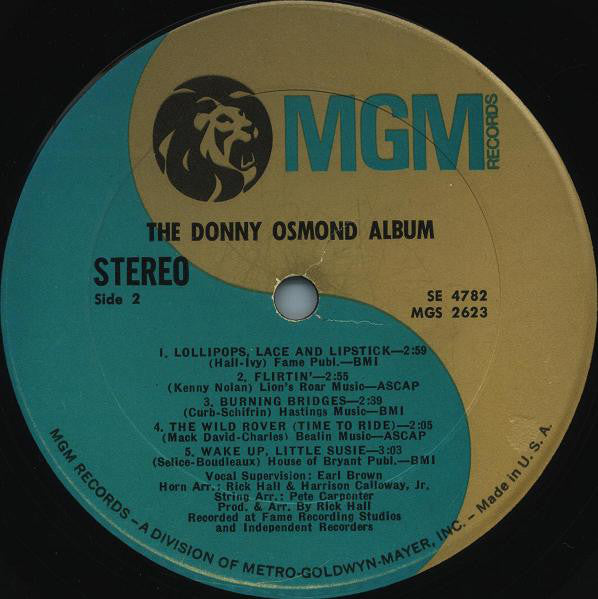 MGM
RECORDS
THE DONNY OSMOND ALBUM
STEREO
Side 2
SE 4782
MGS 2623
1. LOLLIPOPS, LACE AND LIPSTICK—2:59
(Hall-Ivy) Fame Publ.—BMI
2. FLIRTIN'—2:55
(Kenny Nolan) Lion's Roar Music—ASCAP
3. BURNING BRIDGES—2:39
(Curb-Schifrin) Hastings Music—BMI
4. THE WILD ROVER (TIME TO RIDE)—2:05
(Mack David-Charles) Bealin Music—ASCAP
5. WAKE UP, LITTLE SUSIE—3:03
(Selice-Boudleaux) House of Bryant Publ.—BMI
Vocal Supervision: Earl Brown
Horn Arr.: Rick Hall & Harrison Calloway, Jr.
String Arr.: Pete Carpenter
Prod. & Arr. By Rick Hall
Recorded at Fame Recording Studios
and Independent Recorders
MGM RECORDS – A DIVISION OF METRO-GOLDWYN-MAYER, INC. – Made in U. S. A.